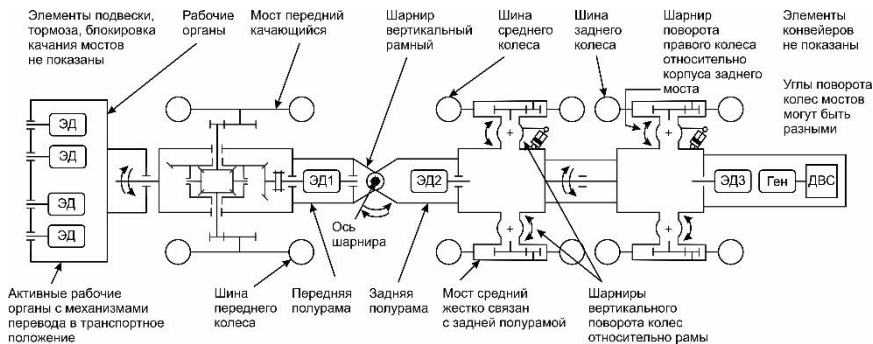 Элементы подвески,
тормоза, блокировка
качания мостов
не показаны
Рабочие
органы
Мост передний
качающийся
Шарнир
вертикальный
рамный
Шина
среднего
колеса
Шина
заднего
колеса
Шарнир
поворота
правого колеса
относительно
корпуса заднего
моста
Элементы
конвейеров
не показаны
Углы поворота
колес мостов
могут быть
разными
ЭД
ЭД
ЭД
ЭД
ЭД1
ЭД2
ЭД3
Ген
ДВС
Ось
шарнира
Активные рабочие
органы с механизмами
перевода в транспортное
положение
Шина
переднего
колеса
Передняя
полурама
Задняя
полурама
Мост средний
жестко связан
с задней полурамой
Шарниры
вертикального
поворота колес
относительно рамы